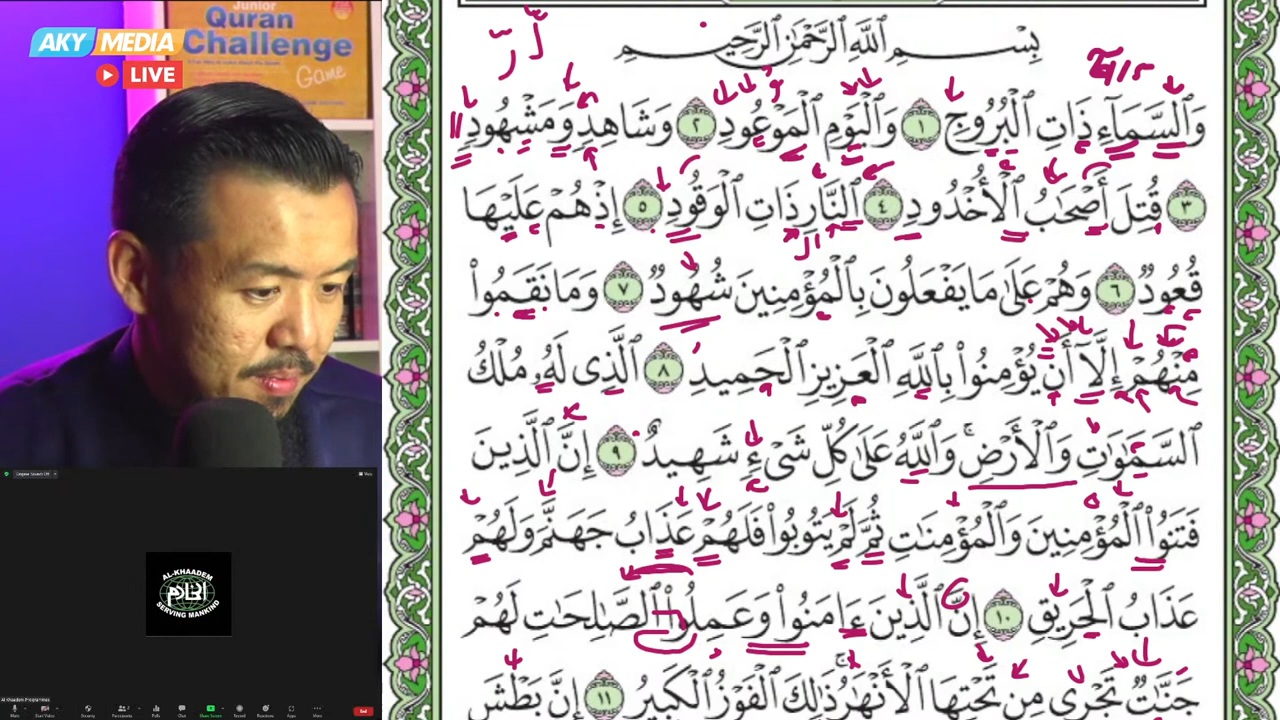 AKY MEDIA
LIVE
Junior
Quran
Challenge
Game
AL-KHAADEM
SERVING MANKIND
Al Khaadem Programmes
بِسْمِ ٱللَّهِ ٱلرَّحْمَٰنِ ٱلرَّحِيمِ
وَٱلسَّمَآءِ ذَاتِ ٱلْبُرُوجِ ١ وَٱلْيَوْمِ ٱلْمَوْعُودِ ٢ وَشَاهِدٍ وَمَشْهُودٍ
٣ قُتِلَ أَصْحَٰبُ ٱلْأُخْدُودِ ٤ ٱلنَّارِ ذَاتِ ٱلْوَقُودِ ٥ إِذْ هُمْ عَلَيْهَا
قُعُودٌ ٦ وَهُمْ عَلَىٰ مَا يَفْعَلُونَ بِٱلْمُؤْمِنِينَ شُهُودٌ ٧ وَمَا نَقَمُوا۟
مِنْهُمْ إِلَّآ أَن يُؤْمِنُوا۟ بِٱللَّهِ ٱلْعَزِيزِ ٱلْحَمِيدِ ٨ ٱلَّذِى لَهُۥ مُلْكُ
ٱلسَّمَٰوَٰتِ وَٱلْأَرْضِ ۚ وَٱللَّهُ عَلَىٰ كُلِّ شَىْءٍ شَهِيدٌ ٩ إِنَّ ٱلَّذِينَ
فَتَنُوا۟ ٱلْمُؤْمِنِينَ وَٱلْمُؤْمِنَٰتِ ثُمَّ لَمْ يَتُوبُوا۟ فَلَهُمْ عَذَابُ جَهَنَّمَ وَلَهُمْ
عَذَابُ ٱلْحَرِيقِ ١٠ إِنَّ ٱلَّذِينَ ءَامَنُوا۟ وَعَمِلُوا۟ ٱلصَّٰلِحَٰتِ لَهُمْ
جَنَّٰتٌ تَجْرِى مِن تَحْتِهَا ٱلْأَنْهَٰرُ ۚ ذَٰلِكَ ٱلْفَوْزُ ٱلْكَبِيرُ ١١ إِنَّ بَطْشَ